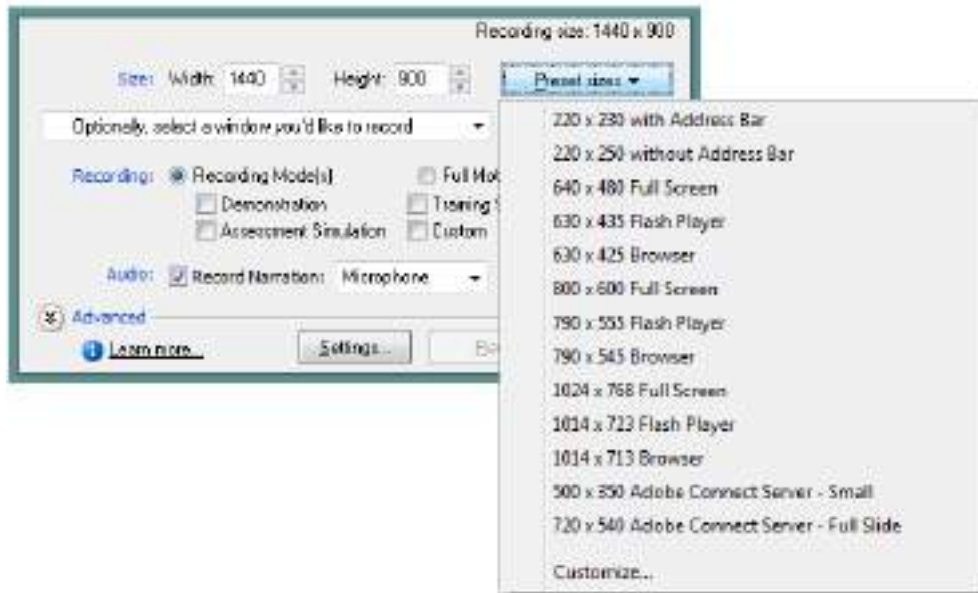 Recording size: 1440 x 900
Size: Width: 1440 Height: 900 Preset sizes
Optionally, select a window you'd like to record
Recording: Recording Mode(s) Full Mot
Demonstration Training S
Assessment Simulation Custom
Audio: Record Narration: Microphone
Advanced
Learn more... Settings...
220 x 230 with Address Bar
220 x 250 without Address Bar
640 x 480 Full Screen
630 x 435 Flash Player
630 x 425 Browser
800 x 600 Full Screen
790 x 555 Flash Player
790 x 545 Browser
1024 x 768 Full Screen
1014 x 723 Flash Player
1014 x 713 Browser
500 x 350 Adobe Connect Server - Small
720 x 540 Adobe Connect Server - Full Slide
Customize...